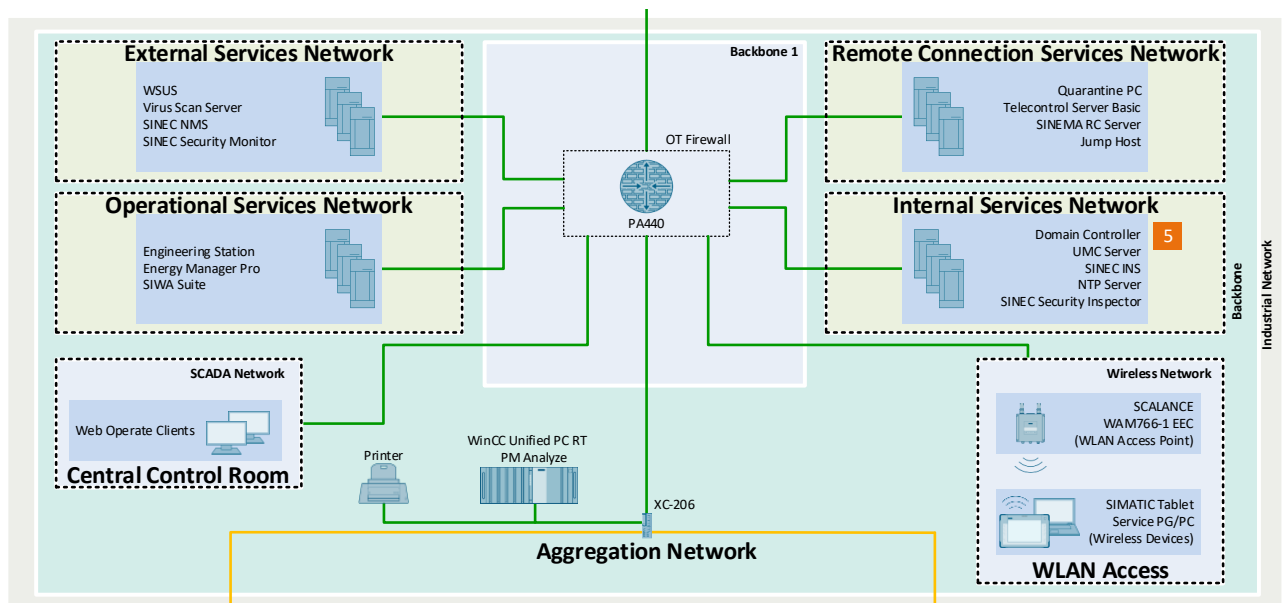 External Services Network
WSUS
Virus Scan Server
SINEC NMS
SINEC Security Monitor
Operational Services Network
Engineering Station
Energy Manager Pro
SIWA Suite
SCADA Network
Web Operate Clients
Central Control Room
Backbone 1
OT Firewall
PA440
Printer
WinCC Unified PC RT
PM Analyze
XC-206
Aggregation Network
Remote Connection Services Network
Quarantine PC
Telecontrol Server Basic
SINEMA RC Server
Jump Host
Internal Services Network
Domain Controller
5
UMC Server
SINEC INS
NTP Server
SINEC Security Inspector
Wireless Network
SCALANCE
WAM766-1 EEC
(WLAN Access Point)
SIMATIC Tablet
Service PG/PC
(Wireless Devices)
WLAN Access
Backbone
Industrial Network